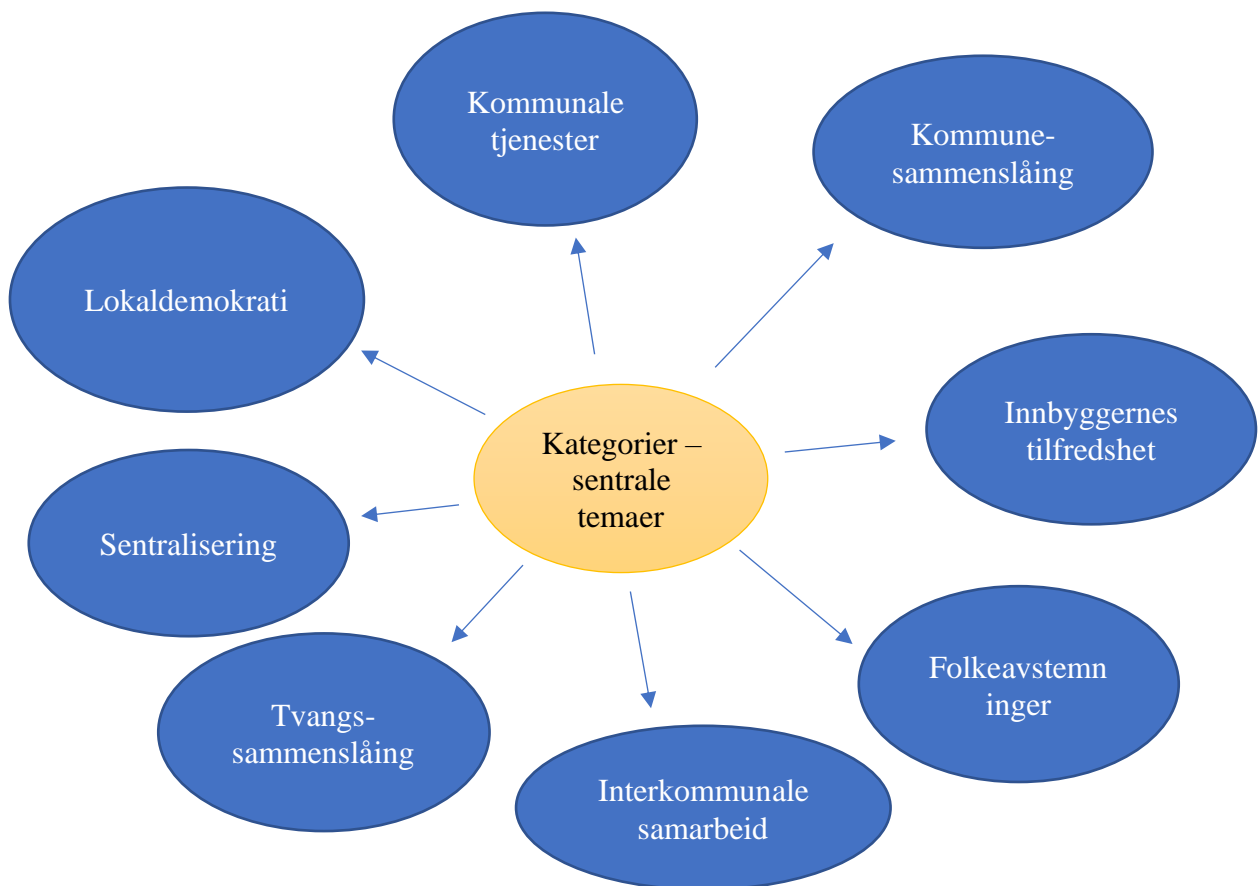 Kommunale
tjenester
Kommune-
sammenslåing
Lokaldemokrati
Innbyggernes
tilfredshet
Kategorier –
sentrale
temaer
Sentralisering
Folkeavstemn
inger
Tvangs-
sammenslåing
Interkommunale
samarbeid